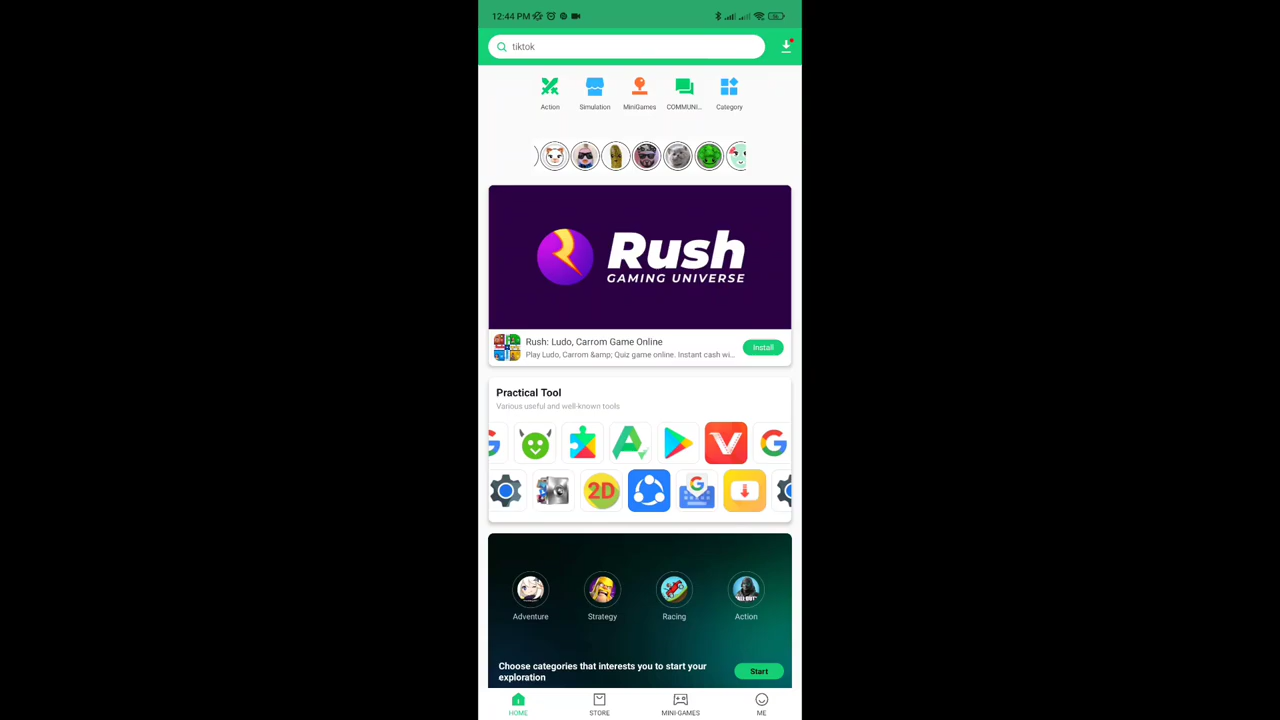 12:44 PM
tiktok
Action
Simulation
MiniGames
COMMUNI...
Category
Rush
GAMING UNIVERSE
Rush: Ludo, Carrom Game Online
Play Ludo, Carrom &amp; Quiz game online. Instant cash wi...
Install
Practical Tool
Various useful and well-known tools
2D
Adventure
Strategy
Racing
Action
Choose categories that interests you to start your
exploration
Start
HOME
STORE
MINI-GAMES
ME